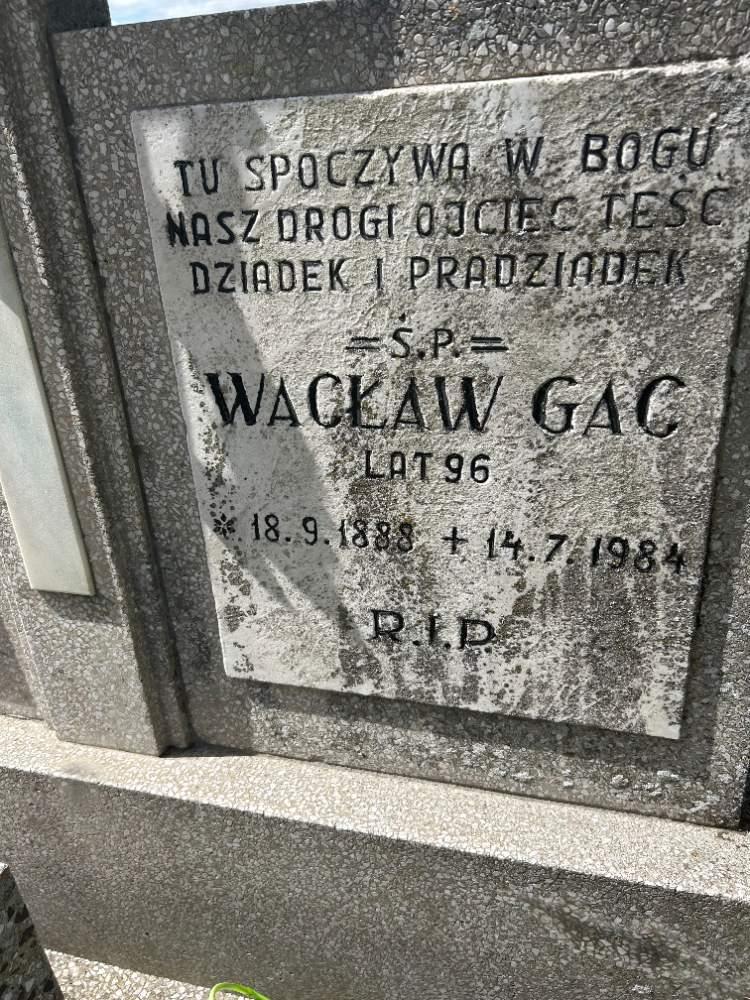 TU SPOCZYWA W BOGU
NASZ DROGI OJCIEC TEŚĆ
DZIADEK I PRADZIADEK
=Ś.P.=
WACŁAW GAC
LAT 96
* 18.9.1888 + 14.7.1984
R.I.P.